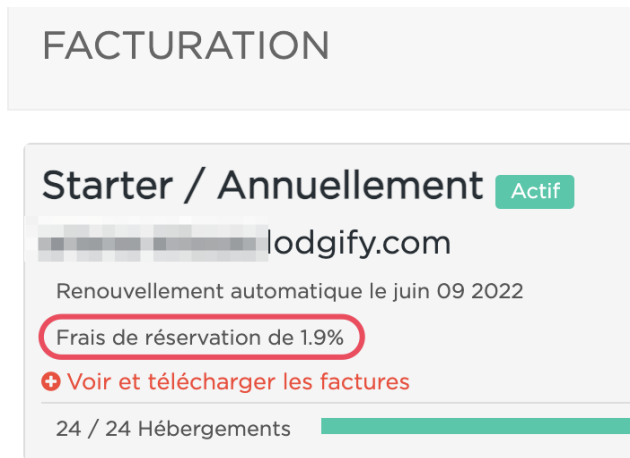 FACTURATION
Starter / Annuellement Actif
lodgify.com
Renouvellement automatique le juin 09 2022
Frais de réservation de 1.9%
Voir et télécharger les factures
24 / 24 Hébergements